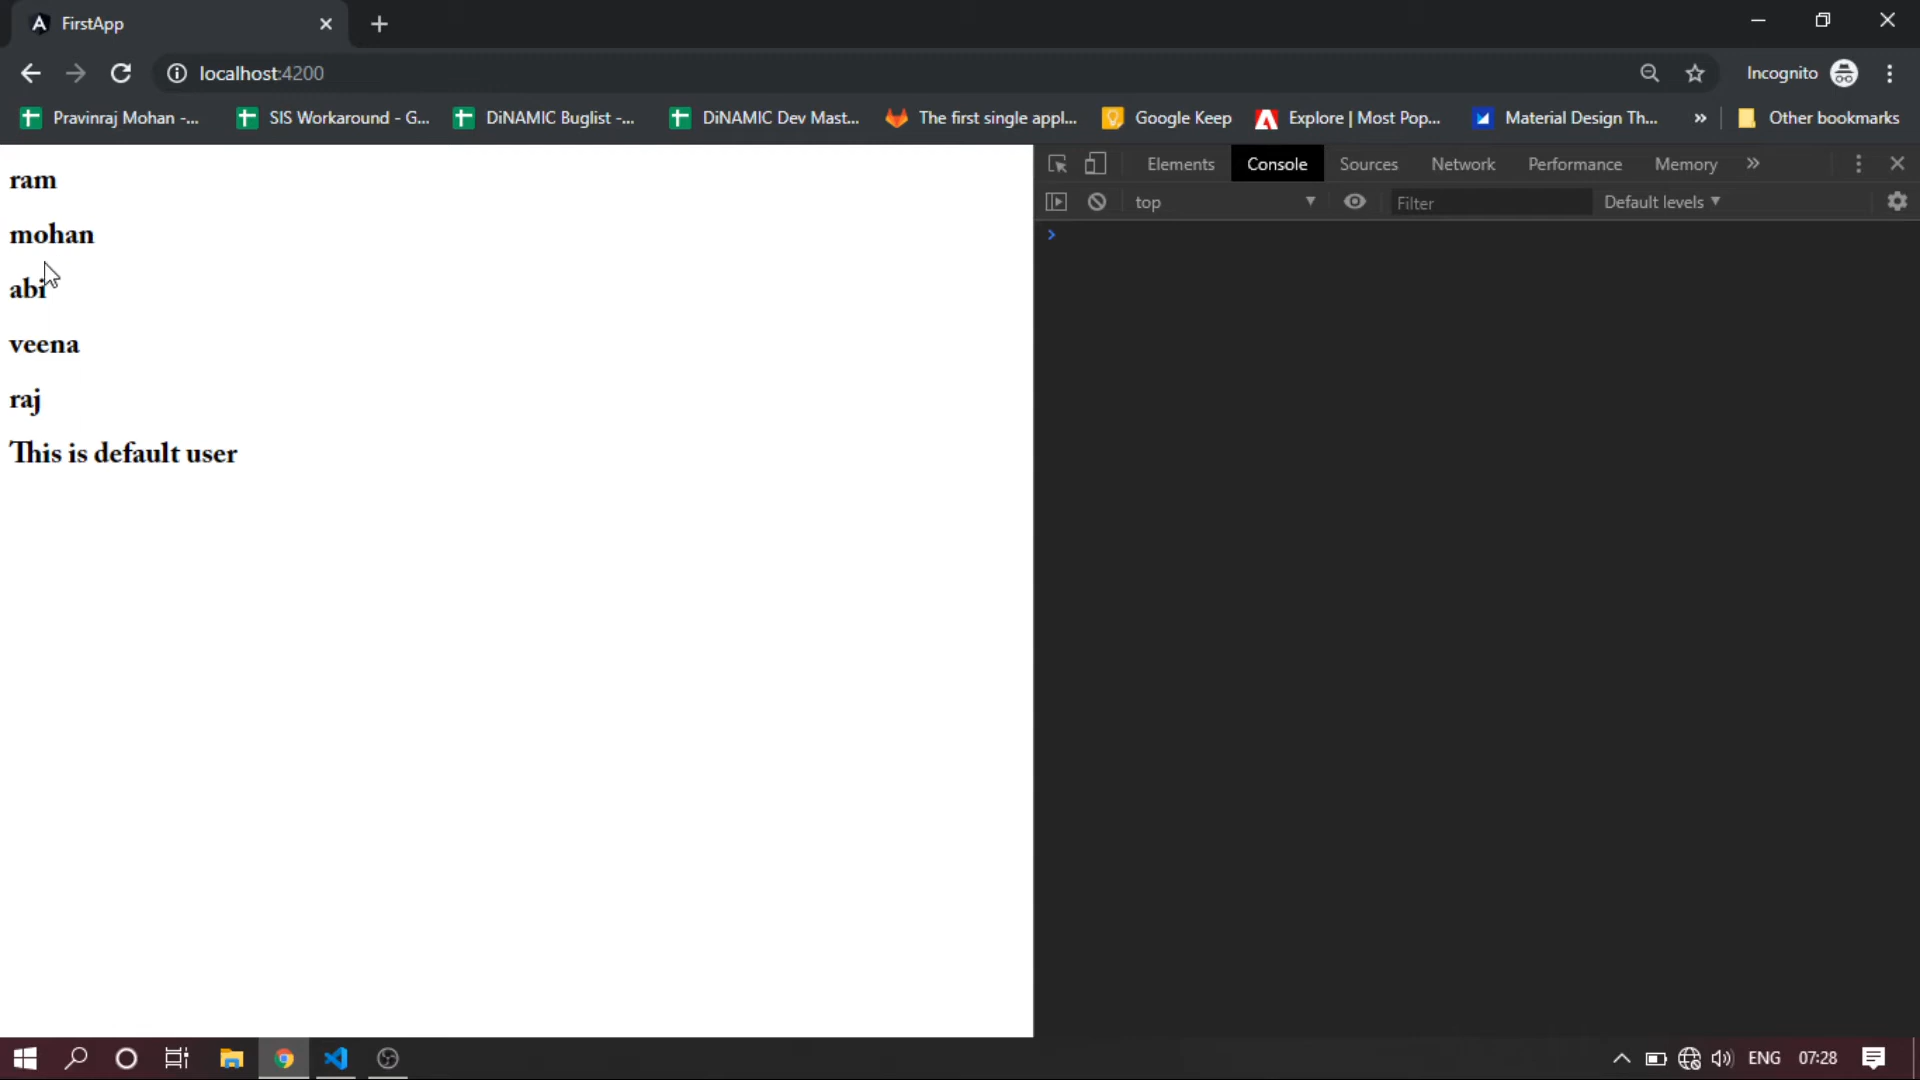 FirstApp
localhost:4200
Incognito
Pravinraj Mohan -...
SIS Workaround - G...
DiNAMIC Buglist -...
DiNAMIC Dev Mast...
The first single appl...
Google Keep
Explore | Most Pop...
Material Design Th...
»
Other bookmarks
ram
mohan
abi
veena
raj
This is default user
Elements
Console
Sources
Network
Performance
Memory
»
top
Filter
Default levels
>
ENG
07:28